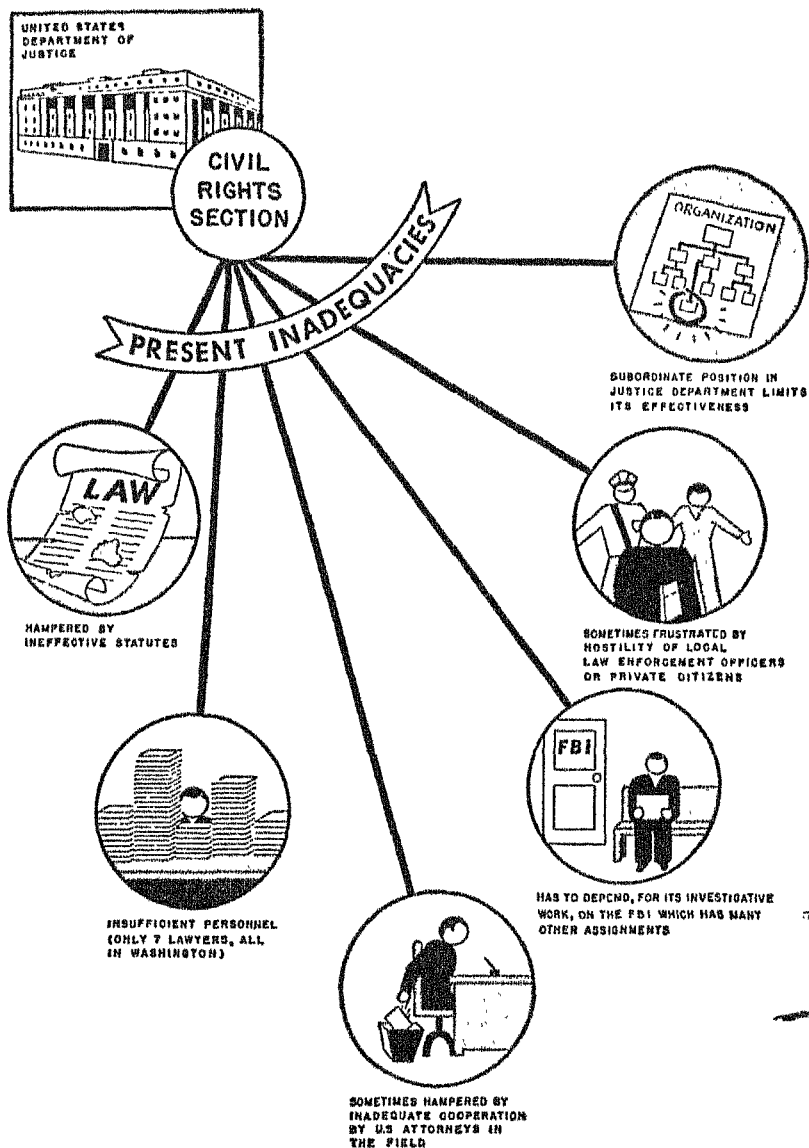 UNITED STATES
DEPARTMENT OF
JUSTICE
CIVIL
RIGHTS
SECTION
PRESENT INADEQUACIES
ORGANIZATION
SUBORDINATE POSITION IN
JUSTICE DEPARTMENT LIMITS
ITS EFFECTIVENESS
LAW
HAMPERED BY
INEFFECTIVE STATUTES
SOMETIMES FRUSTRATED BY
HOSTILITY OF LOCAL
LAW ENFORCEMENT OFFICERS
OR PRIVATE CITIZENS
FBI
HAS TO DEPEND, FOR ITS INVESTIGATIVE
WORK, ON THE FBI WHICH HAS MANY
OTHER ASSIGNMENTS
INSUFFICIENT PERSONNEL
(ONLY 7 LAWYERS, ALL
IN WASHINGTON)
SOMETIMES HAMPERED BY
INADEQUATE COOPERATION
BY U.S ATTORNEYS IN
THE FIELD